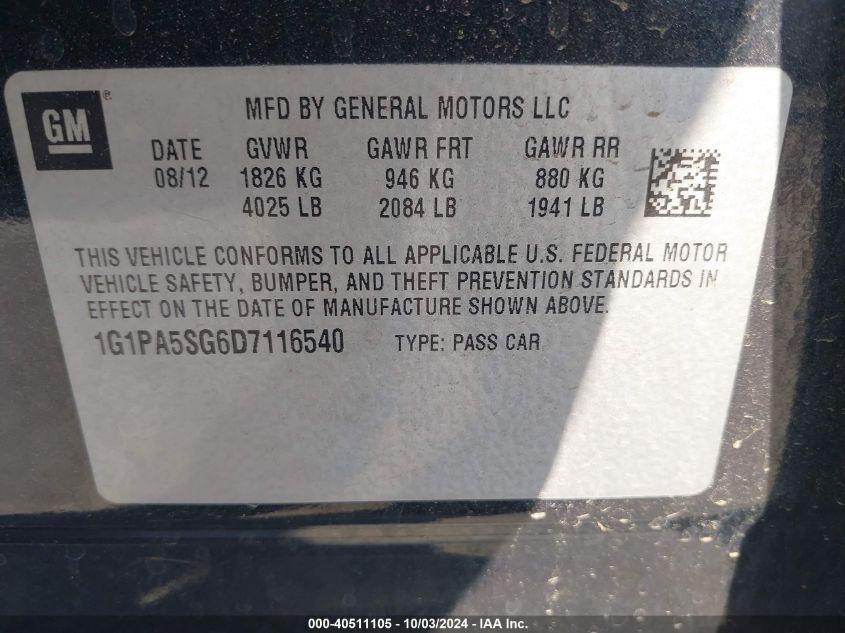 GM ®
MFD BY GENERAL MOTORS LLC
DATE GVWR GAWR FRT GAWR RR
08/12 1826 KG 946 KG 880 KG
4025 LB 2084 LB 1941 LB
THIS VEHICLE CONFORMS TO ALL APPLICABLE U.S. FEDERAL MOTOR
VEHICLE SAFETY, BUMPER, AND THEFT PREVENTION STANDARDS IN
EFFECT ON THE DATE OF MANUFACTURE SHOWN ABOVE.
1G1PA5SG6D7116540 TYPE: PASS CAR
000-40511105 - 10/03/2024 - IAA Inc.